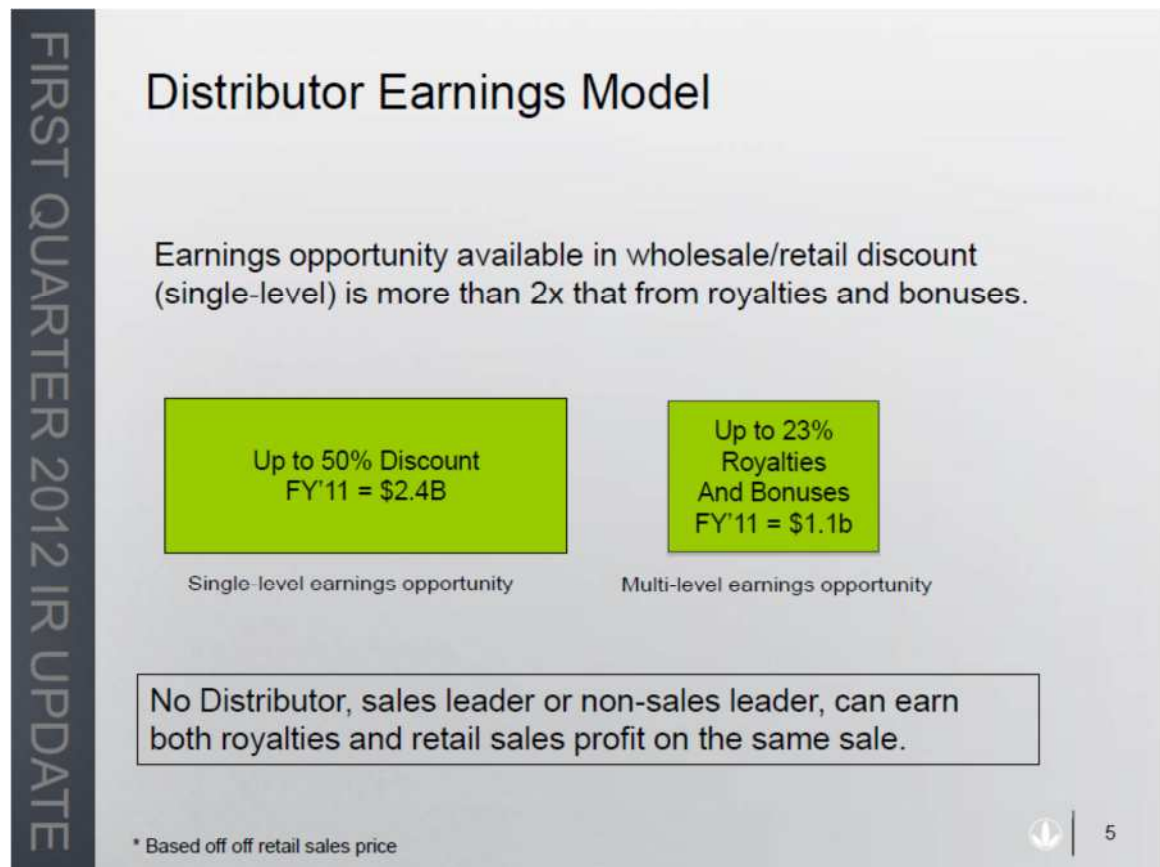 FIRST QUARTER 2012 IR UPDATE
Distributor Earnings Model
Earnings opportunity available in wholesale/retail discount
(single-level) is more than 2x that from royalties and bonuses.
Up to 50% Discount
FY'11 = $2.4B
Single-level earnings opportunity
Up to 23%
Royalties
And Bonuses
FY'11 = $1.1b
Multi-level earnings opportunity
No Distributor, sales leader or non-sales leader, can earn
both royalties and retail sales profit on the same sale.
* Based off off retail sales price
5